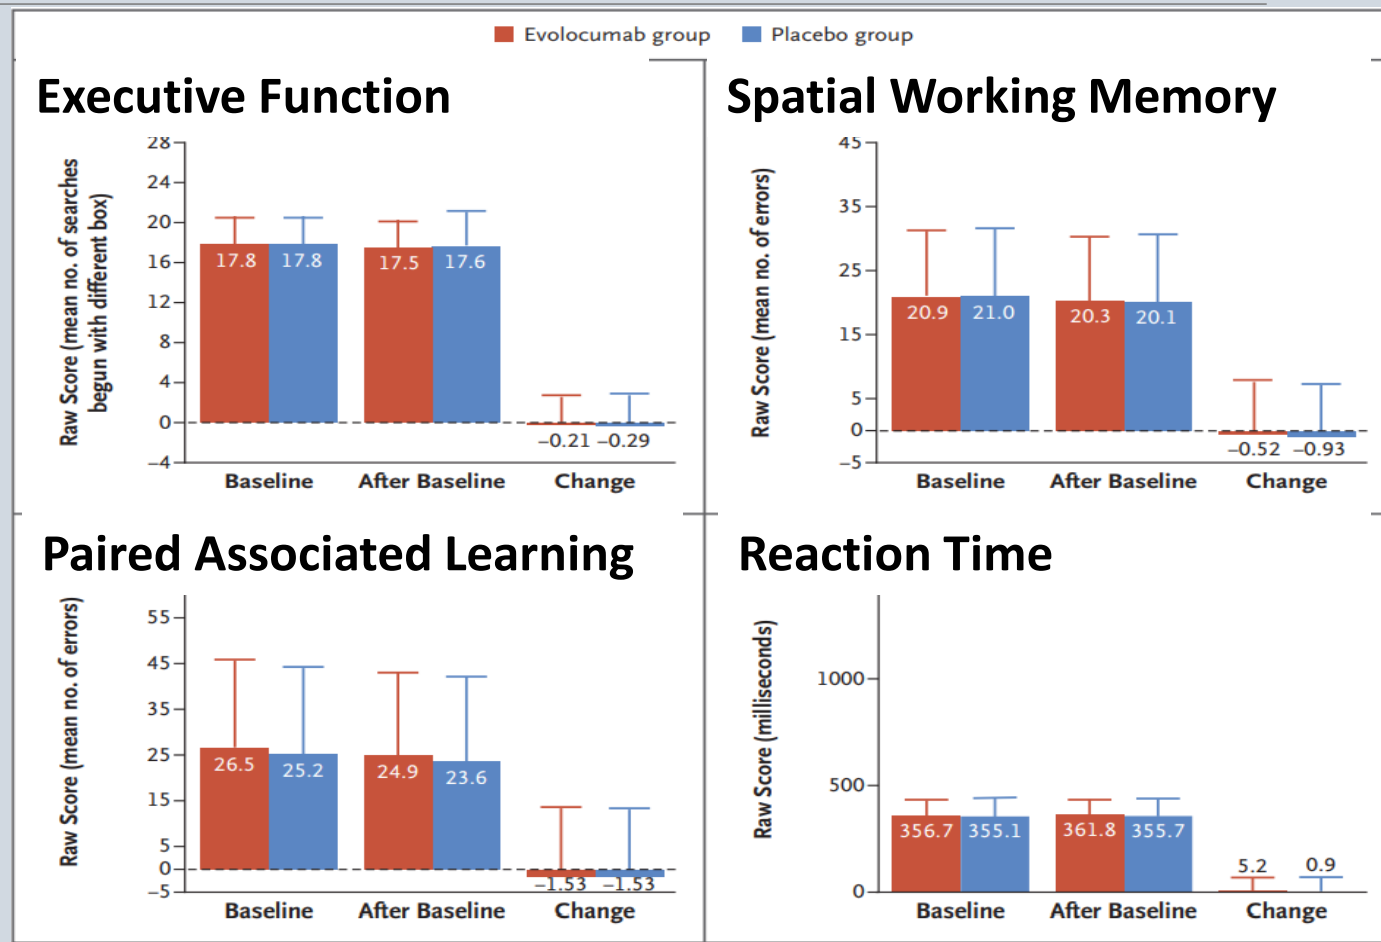 Evolocumab group Placebo group
Executive Function
Raw Score (mean no. of searches
begun with different box)
28
24
20
16
12
8
4
0
−4
17.8 17.8
17.5 17.6
−0.21 −0.29
Baseline After Baseline Change
Spatial Working Memory
Raw Score (mean no. of errors)
45
35
25
15
5
0
−5
20.9 21.0
20.3 20.1
−0.52 −0.93
Baseline After Baseline Change
Paired Associated Learning
Raw Score (mean no. of errors)
55
45
35
25
15
5
0
−5
26.5 25.2
24.9 23.6
−1.53 −1.53
Baseline After Baseline Change
Reaction Time
Raw Score (milliseconds)
1000
500
0
356.7 355.1
361.8 355.7
5.2 0.9
Baseline After Baseline Change